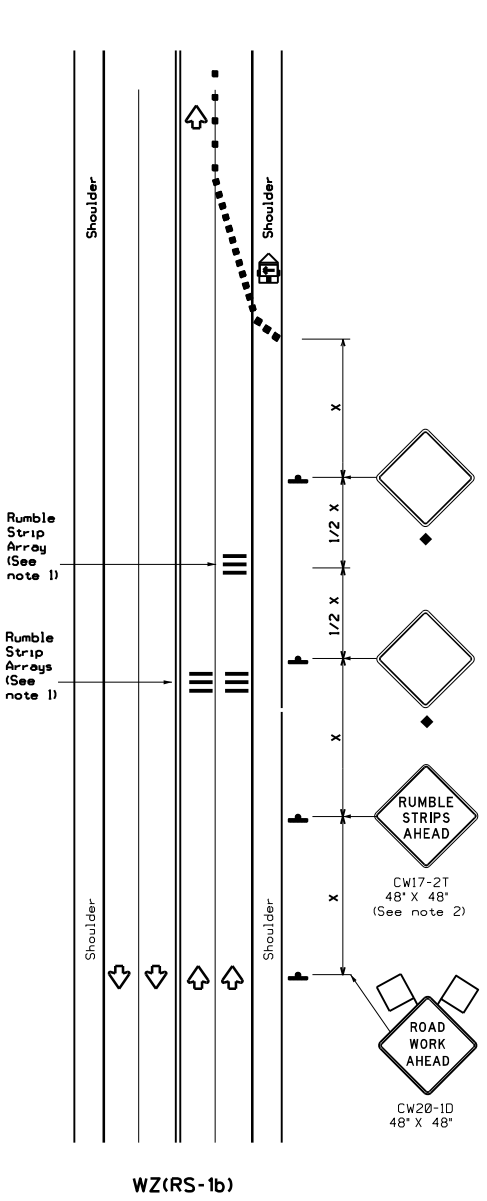 Shoulder
Shoulder
X
1/2 X
Rumble
Strip
Array
(See
note 1)
1/2 X
Rumble
Strip
Arrays
(See
note 1)
X
RUMBLE
STRIPS
AHEAD
CW17-2T
48" X 48"
(See note 2)
X
Shoulder
Shoulder
ROAD
WORK
AHEAD
CW20-1D
48" X 48"
WZ(RS-1b)